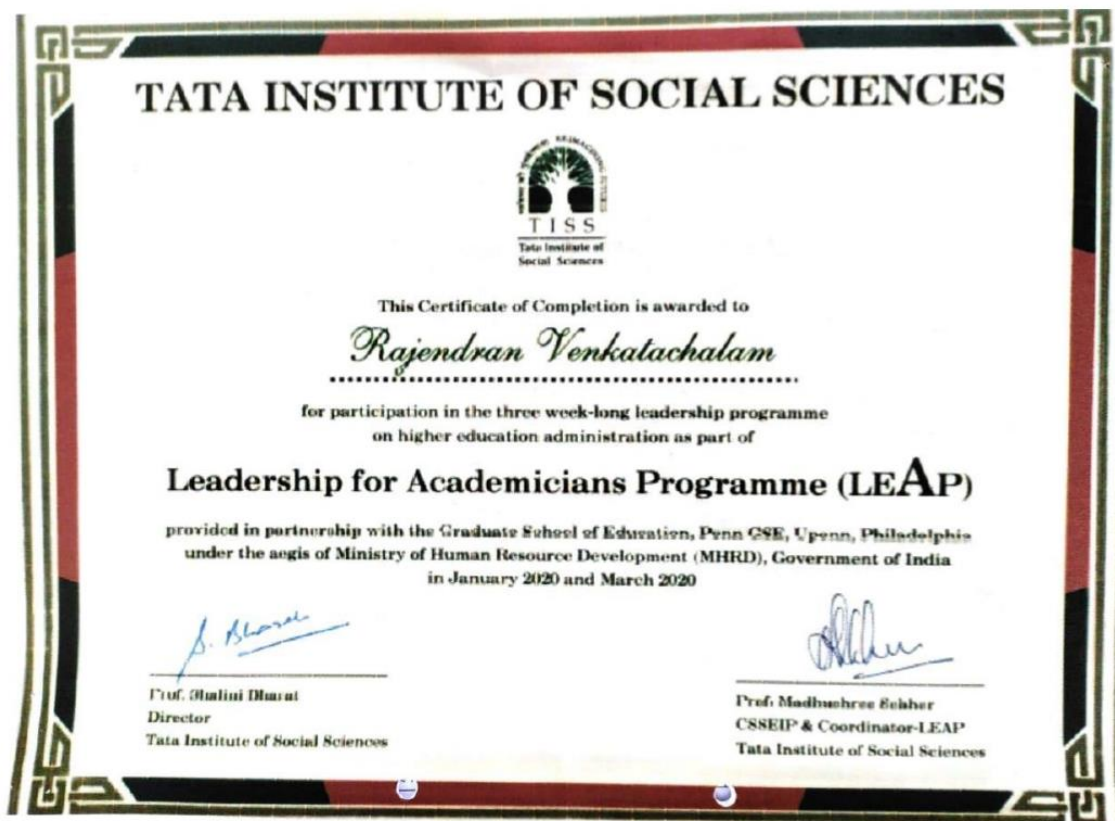 TATA INSTITUTE OF SOCIAL SCIENCES
REIMAGINING FUTURES
TISS
Tata Institute of
Social Sciences
This Certificate of Completion is awarded to
Rajendran Venkatachalam
for participation in the three week-long leadership programme
on higher education administration as part of
Leadership for Academicians Programme (LEAP)
provided in partnership with the Graduate School of Education, Penn GSE, Upenn, Philadelphia
under the aegis of Ministry of Human Resource Development (MHRD), Government of India
in January 2020 and March 2020
S. Bharat
Prof. Shalini Bharat
Director
Tata Institute of Social Sciences
Prof. Madhushree Sekher
CSSEIP & Coordinator-LEAP
Tata Institute of Social Sciences